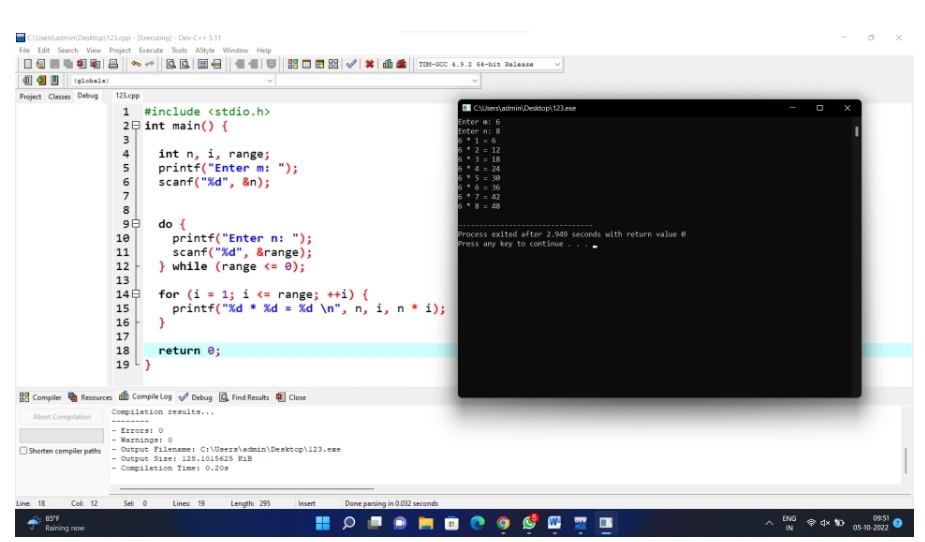 C:\Users\admin\Desktop\123.cpp - [Executing] - Dev-C++ 5.11
File Edit Search View Project Execute Tools AStyle Window Help
TDM-GCC 4.9.2 64-bit Release
(globals)
Project Classes Debug 123.cpp
1 #include <stdio.h>
2 int main() {
3
4 int n, i, range;
5 printf("Enter m: ");
6 scanf("%d", &n);
7
8
9 do {
10 printf("Enter n: ");
11 scanf("%d", &range);
12 } while (range <= 0);
13
14 for (i = 1; i <= range; ++i) {
15 printf("%d * %d = %d \n", n, i, n * i);
16 }
17
18 return 0;
19 }
C:\Users\admin\Desktop\123.exe
Enter m: 6
Enter n: 8
6 * 1 = 6
6 * 2 = 12
6 * 3 = 18
6 * 4 = 24
6 * 5 = 30
6 * 6 = 36
6 * 7 = 42
6 * 8 = 48
--------------------------------
Process exited after 2.949 seconds with return value 0
Press any key to continue . . .
Compiler Resources Compile Log Debug Find Results Close
Abort Compilation
Shorten compiler paths
Compilation results...
--------
- Errors: 0
- Warnings: 0
- Output Filename: C:\Users\admin\Desktop\123.exe
- Output Size: 128.1015625 KiB
- Compilation Time: 0.20s
Line: 18 Col: 12 Sel: 0 Lines: 19 Length: 295 Insert Done parsing in 0.032 seconds
85°F
Raining now
ENG
IN
09:51
05-10-2022